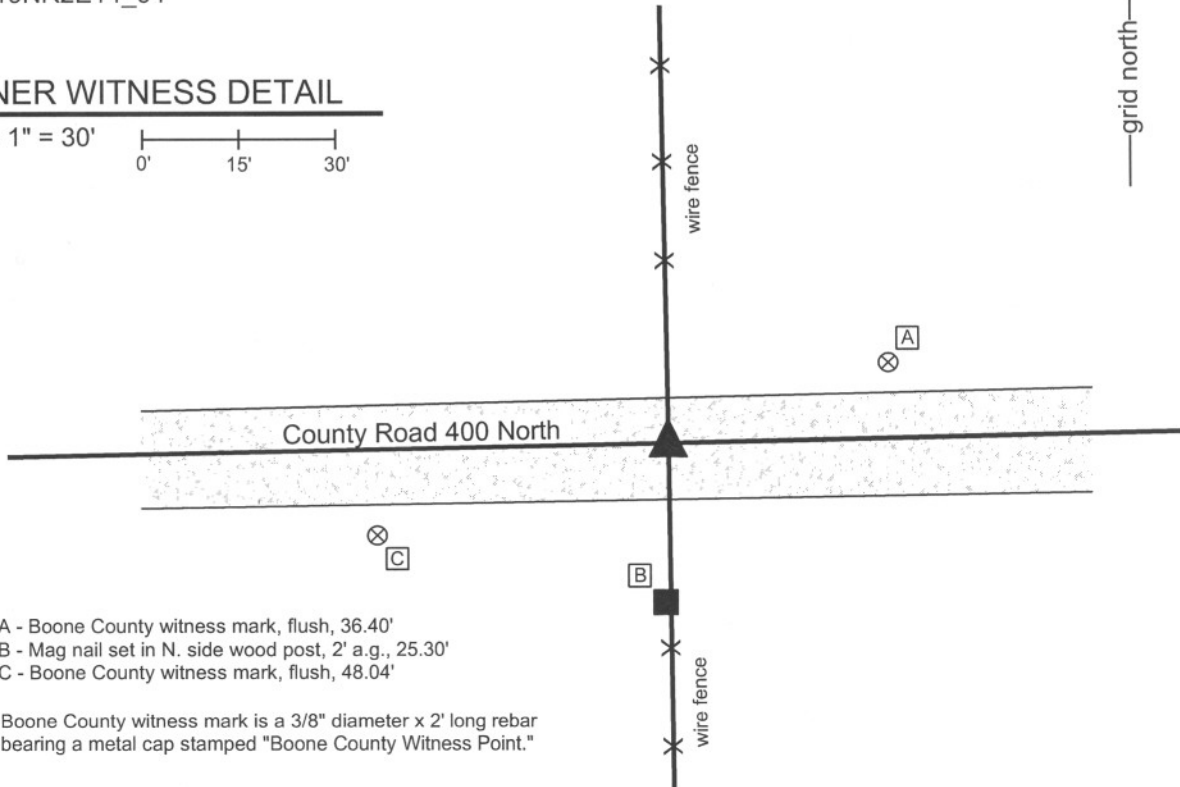 grid north
WITNESS DETAIL
1" = 30'
0' 15' 30'
wire fence
A
County Road 400 North
C
B
A - Boone County witness mark, flush, 36.40'
B - Mag nail set in N. side wood post, 2' a.g., 25.30'
C - Boone County witness mark, flush, 48.04'
wire fence
Boone County witness mark is a 3/8" diameter x 2' long rebar
bearing a metal cap stamped "Boone County Witness Point."